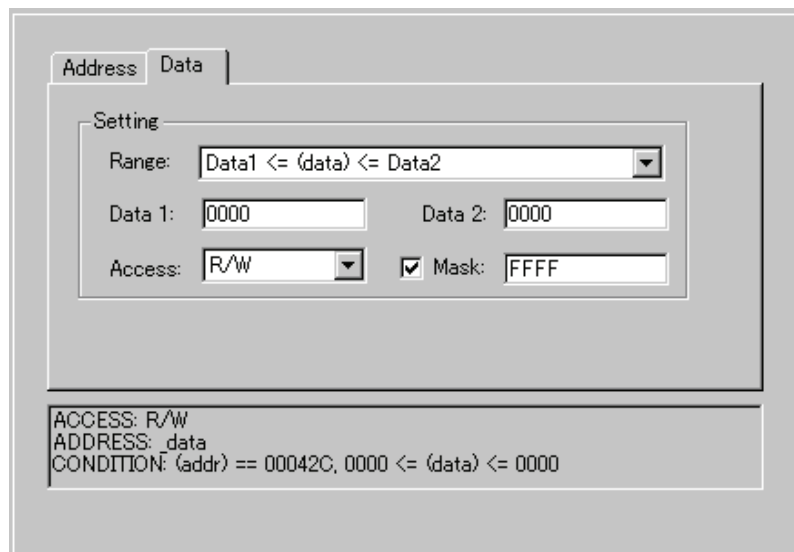 Address Data
Setting
Range: Data1 <= (data) <= Data2
Data 1: 0000 Data 2: 0000
Access: R/W Mask: FFFF
ACCESS: R/W
ADDRESS: _data
CONDITION: (addr) == 00042C, 0000 <= (data) <= 0000